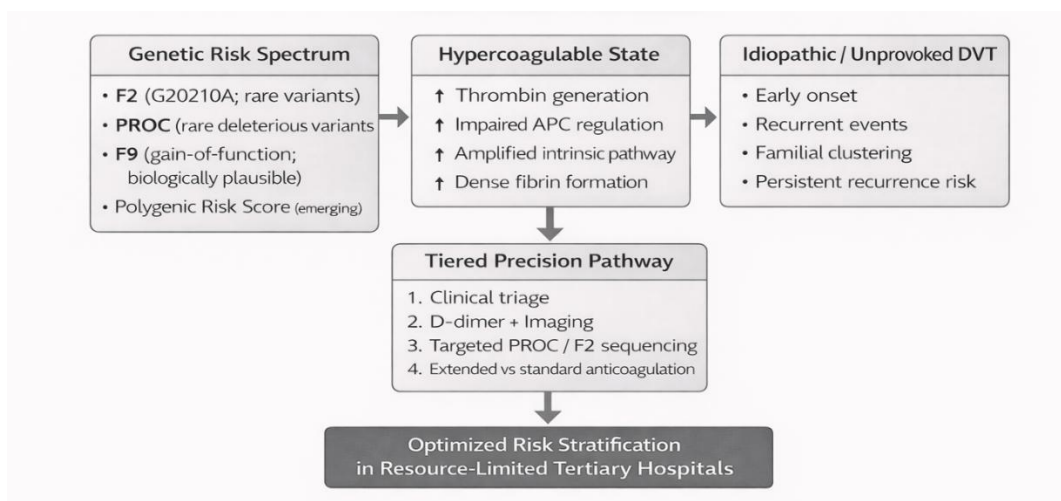 Genetic Risk Spectrum
• F2 (G20210A; rare variants)
• PROC (rare deleterious variants
• F9 (gain-of-function;
biologically plausible)
• Polygenic Risk Score (emerging)
Hypercoagulable State
↑ Thrombin generation
↑ Impaired APC regulation
↑ Amplified intrinsic pathway
↑ Dense fibrin formation
Idiopathic / Unprovoked DVT
• Early onset
• Recurrent events
• Familial clustering
• Persistent recurrence risk
Tiered Precision Pathway
1. Clinical triage
2. D-dimer + Imaging
3. Targeted PROC / F2 sequencing
4. Extended vs standard anticoagulation
Optimized Risk Stratification
in Resource-Limited Tertiary Hospitals